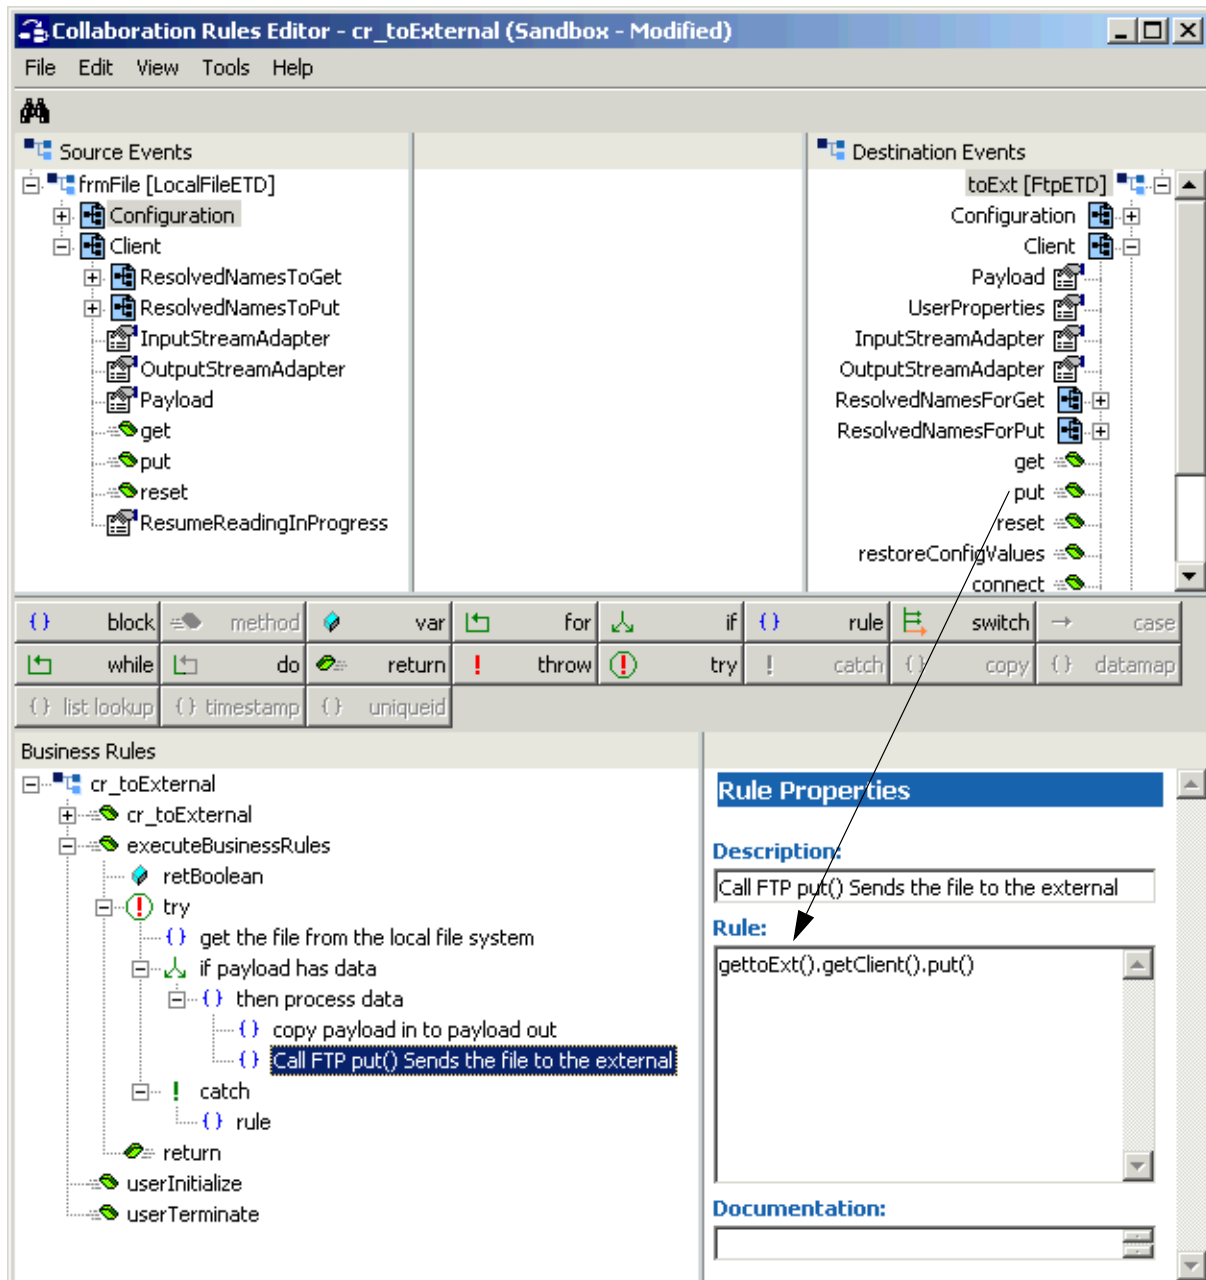 Collaboration Rules Editor - cr_toExternal (Sandbox - Modified)
File Edit View Tools Help
Source Events
frmFile [LocalFileETD]
Configuration
Client
ResolvedNamesToGet
ResolvedNamesToPut
InputStreamAdapter
OutputStreamAdapter
Payload
get
put
reset
ResumeReadingInProgress
Destination Events
toExt [FtpETD]
Configuration
Client
Payload
UserProperties
InputStreamAdapter
OutputStreamAdapter
ResolvedNamesForGet
ResolvedNamesForPut
get
put
reset
restoreConfigValues
connect
block method var for if rule switch case
while do return throw try catch copy datamap
list lookup timestamp uniqueid
Business Rules
cr_toExternal
cr_toExternal
executeBusinessRules
retBoolean
try
get the file from the local file system
if payload has data
then process data
copy payload in to payload out
Call FTP put() Sends the file to the external
catch
rule
return
userInitialize
userTerminate
Rule Properties
Description:
Call FTP put() Sends the file to the external
Rule:
gettoExt().getClient().put()
Documentation: